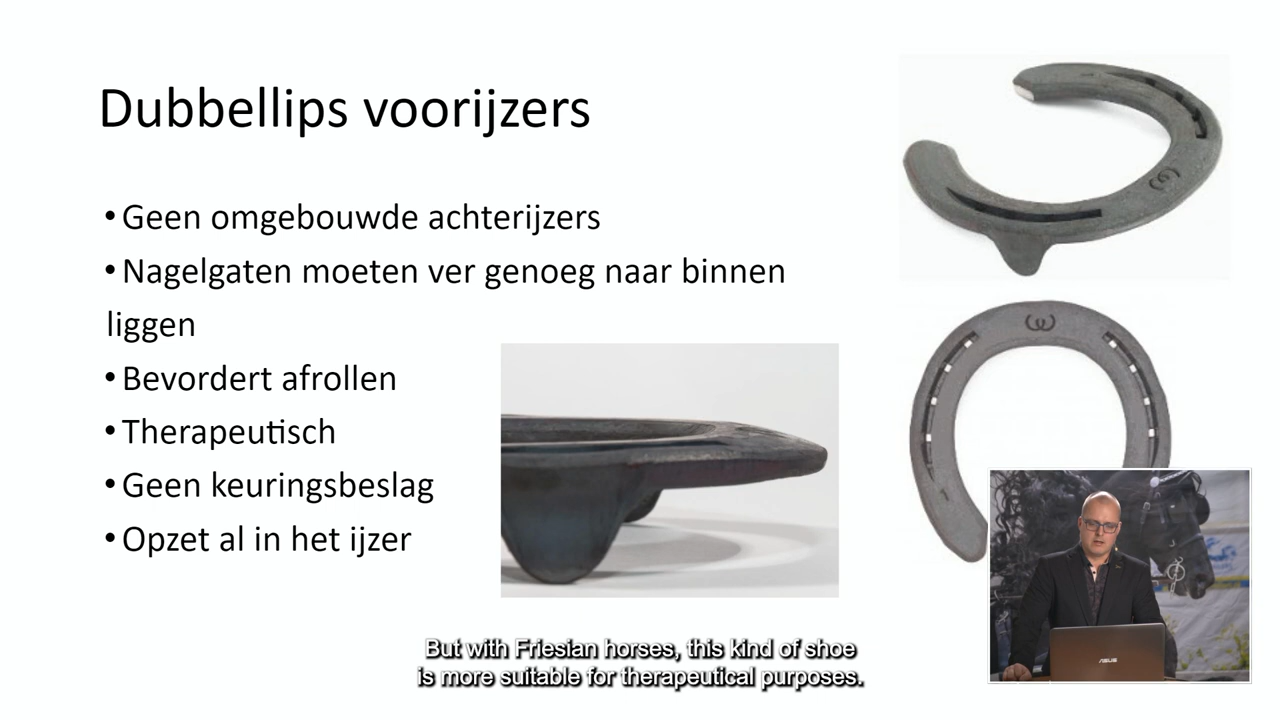 Dubbellips voorijzers
• Geen omgebouwde achterijzers
• Nagelgaten moeten ver genoeg naar binnen
liggen
• Bevordert afrollen
• Therapeutisch
• Geen keuringsbeslag
• Opzet al in het ijzer
ASUS
But with Friesian horses, this kind of shoe
is more suitable for therapeutical purposes.